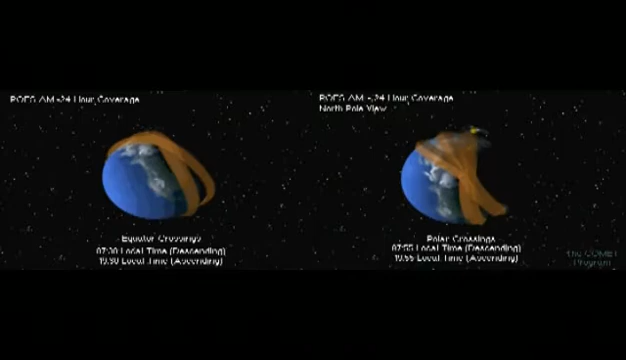 POES AM - 24 Hour Coverage
Equator Crossings
07:30 Local Time (Descending)
19:30 Local Time (Ascending)
POES AM - 24 Hour Coverage
North Pole View
Polar Crossings
07:55 Local Time (Descending)
19:55 Local Time (Ascending)
The COMET
Program